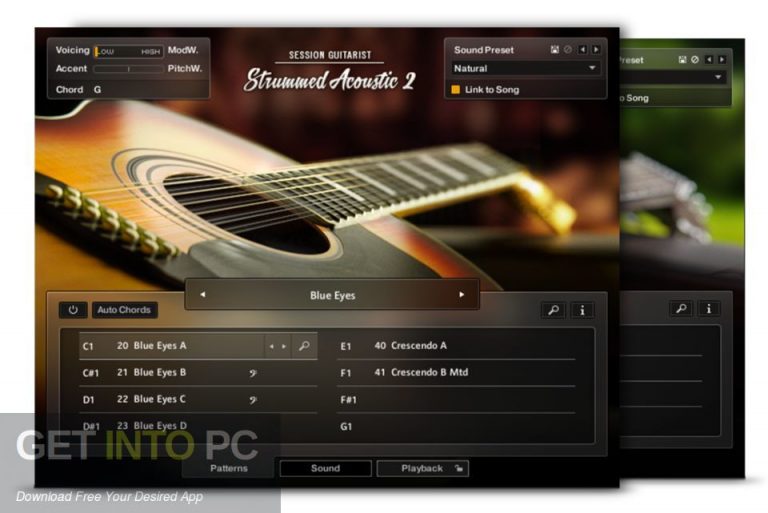 Voicing LOW HIGH ModW.
Accent PitchW.
Chord G
SESSION GUITARIST
Strummed Acoustic 2
Sound Preset
Natural
Link to Song
reset
o Song
Blue Eyes
Auto Chords
i
i
C1 20 Blue Eyes A
C#1 21 Blue Eyes B
D1 22 Blue Eyes C
D#1 23 Blue Eyes D
E1 40 Crescendo A
F1 41 Crescendo B Mtd
F#1
G1
Patterns Sound Playback
GET INTO PC
Download Free Your Desired App